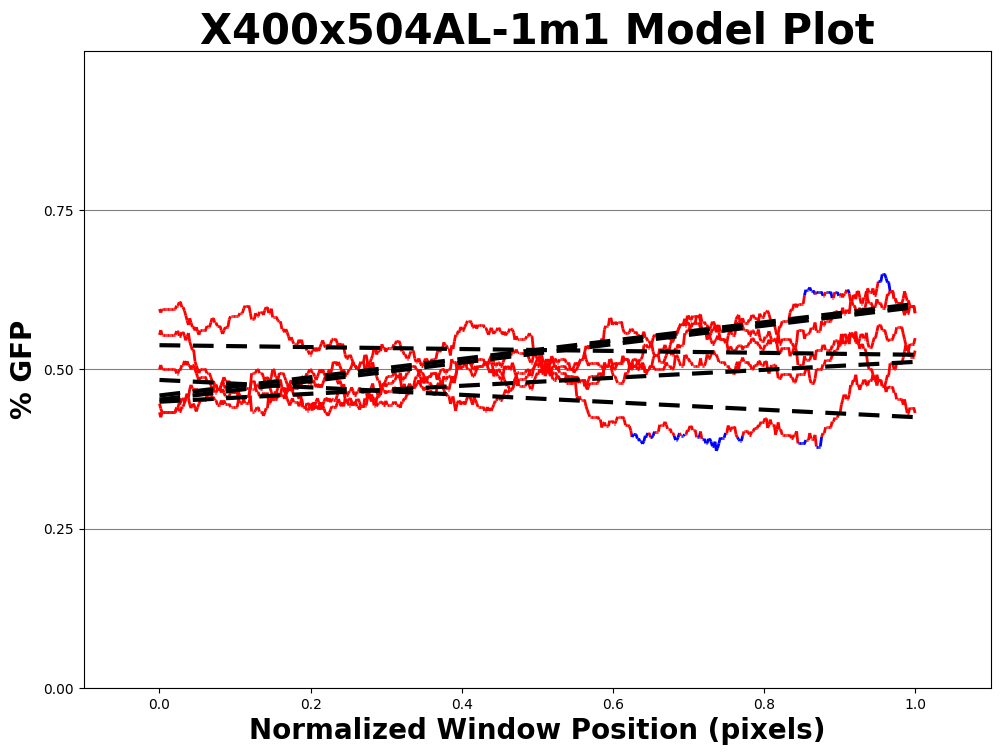 X400x504AL-1m1 Model Plot
% GFP
0.75
0.50
0.25
0.00
0.0 0.2 0.4 0.6 0.8 1.0
Normalized Window Position (pixels)